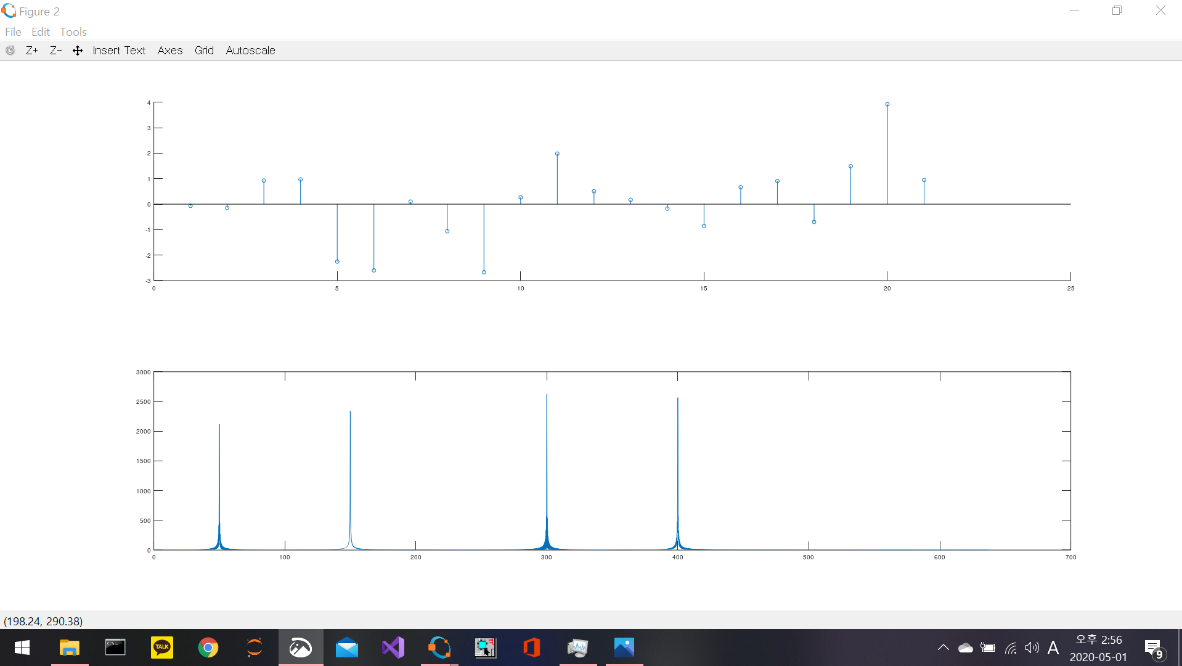 Figure 2
File Edit Tools
Z+ Z- Insert Text Axes Grid Autoscale
4
3
2
1
0
-1
-2
-3
0 5 10 15 20 25
3000
2500
2000
1500
1000
500
0
0 100 200 300 400 500 600 700
(198.24, 290.38)
TALK
A
오후 2:56
2020-05-01
9